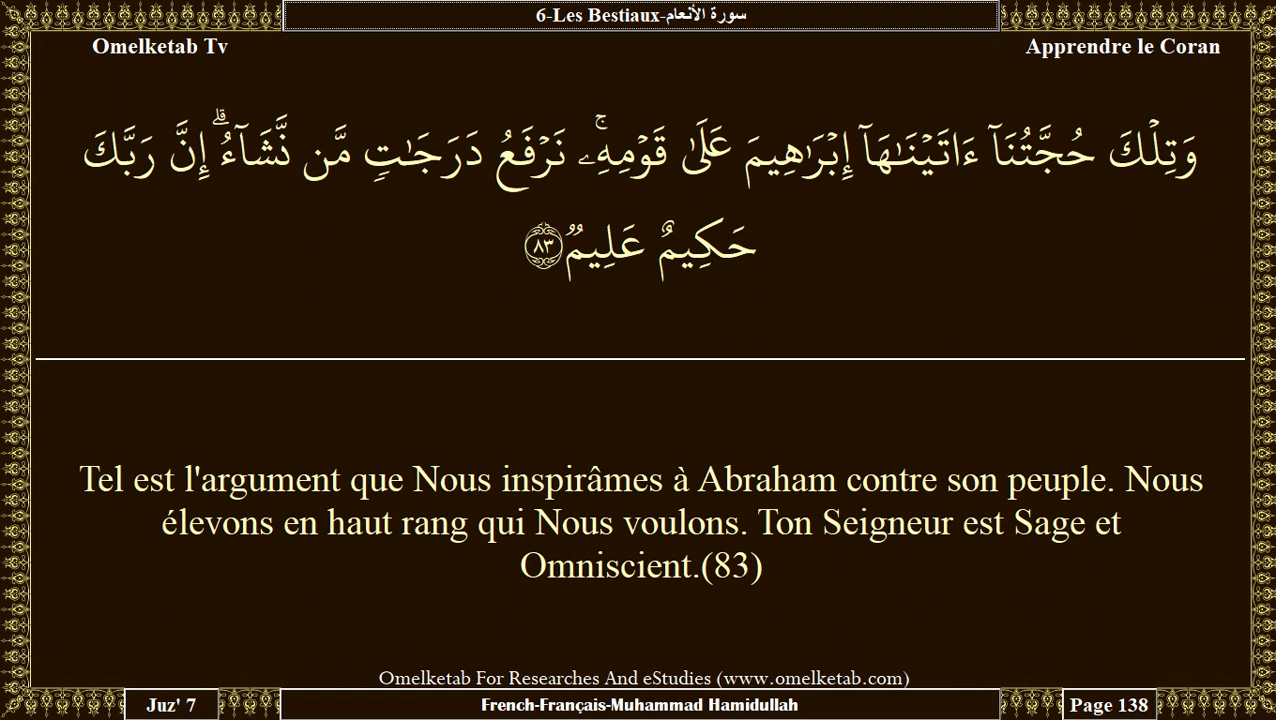 6-Les Bestiaux-سورة الأنعام
Omelketab Tv
Apprendre le Coran
وَتِلْكَ حُجَّتُنَآ ءَاتَيْنَـٰهَآ إِبْرَٰهِيمَ عَلَىٰ قَوْمِهِۦ ۚ نَرْفَعُ دَرَجَـٰتٍ مَّن نَّشَآءُ ۗ إِنَّ رَبَّكَ
حَكِيمٌ عَلِيمٌ ٨٣
Tel est l'argument que Nous inspirâmes à Abraham contre son peuple. Nous
élevons en haut rang qui Nous voulons. Ton Seigneur est Sage et
Omniscient.(83)
Omelketab For Researches And eStudies (www.omelketab.com)
Juz' 7
French-Français-Muhammad Hamidullah
Page 138